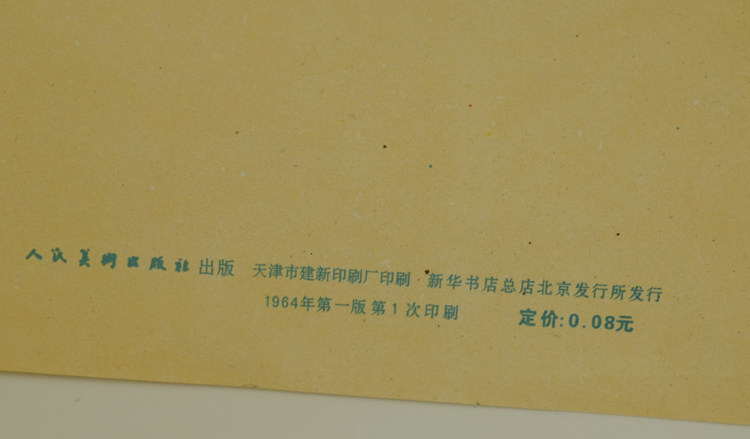 人民美術出版社 出版 天津市建新印刷厂印刷·新华书店总店北京发行所发行
1964年第一版第1次印刷 定价:0.08元